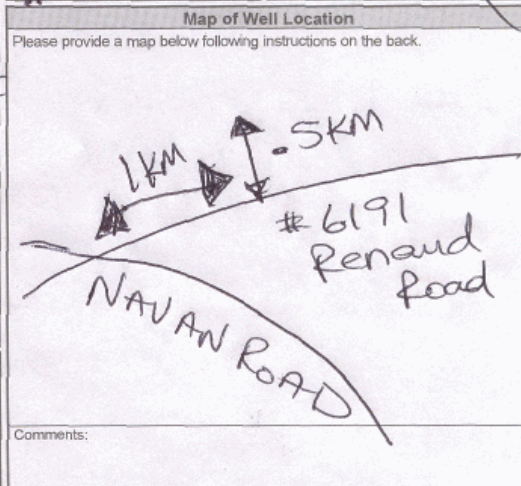 Map of Well Location
Please provide a map below following instructions on the back.
1KM
.5KM
#6191
Renaud
Road
NAVAN ROAD
Comments: